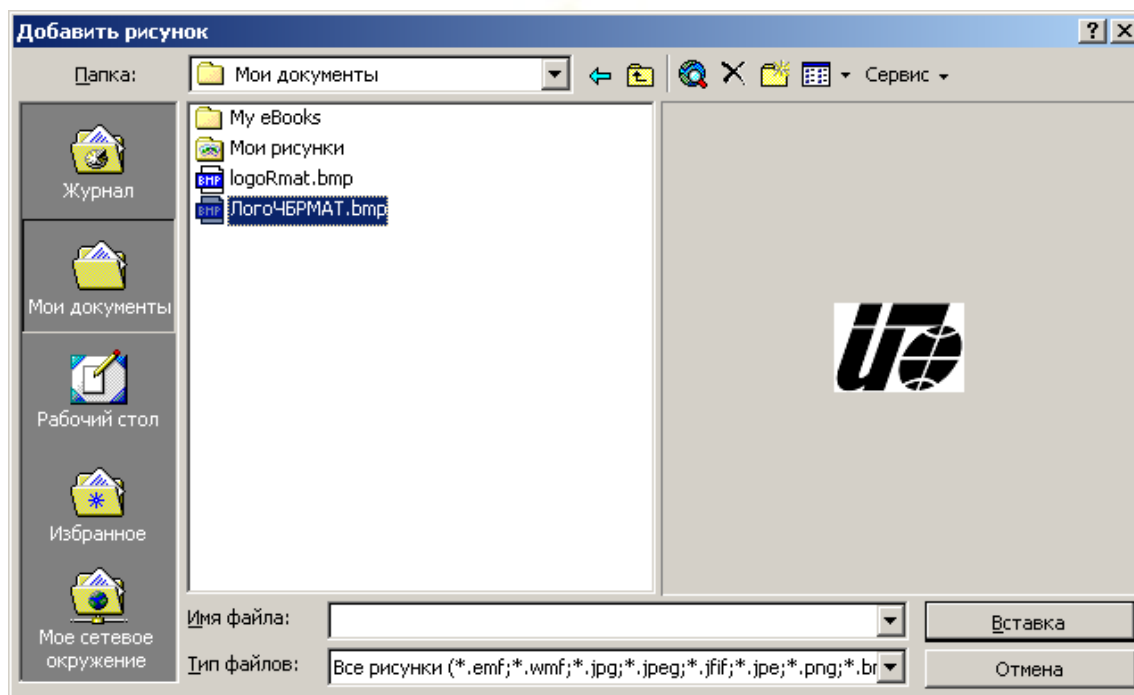 Добавить рисунок
Папка:
Мои документы
Сервис
Журнал
Мои документы
Рабочий стол
Избранное
Мое сетевое
окружение
My eBooks
Мои рисунки
BMP logoRmat.bmp
BMP ЛогоЧБРМАТ.bmp
Имя файла:
Вставка
Тип файлов:
Все рисунки (*.emf;*.wmf;*.jpg;*.jpeg;*.jfif;*.jpe;*.png;*.br
Отмена